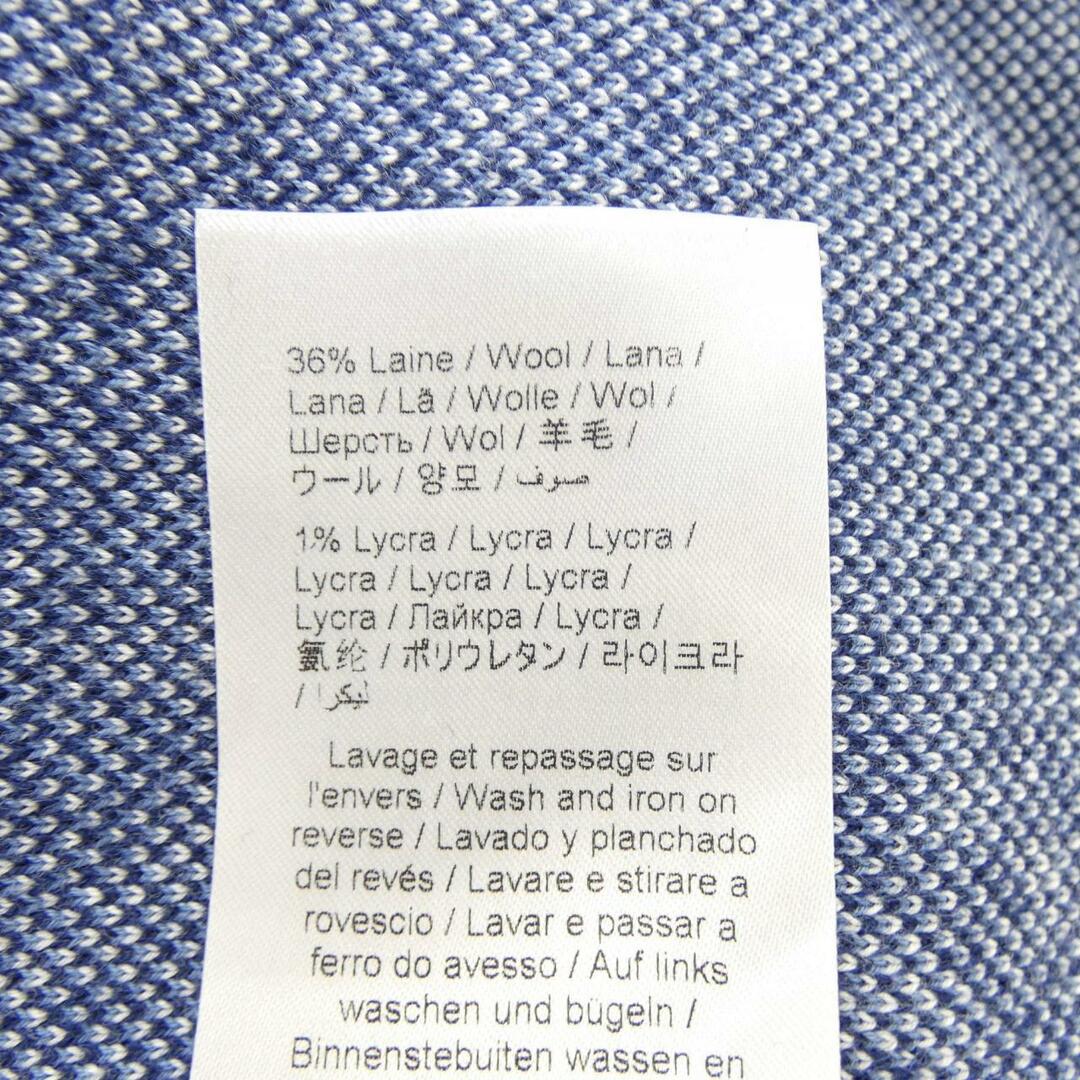 36% Laine / Wool / Lana /
Lana / Lã / Wolle / Wol /
Шерсть / Wol / 羊毛 /
ウール / 양모 / صوف
1% Lycra / Lycra / Lycra /
Lycra / Lycra / Lycra /
Lycra / Лайкра / Lycra /
氨纶 / ポリウレタン / 라이크라
/ ليكرا
Lavage et repassage sur
l'envers / Wash and iron on
reverse / Lavado y planchado
del revés / Lavare e stirare a
rovescio / Lavar e passar a
ferro do avesso / Auf links
waschen und bügeln /
Binnenstebuiten wassen en